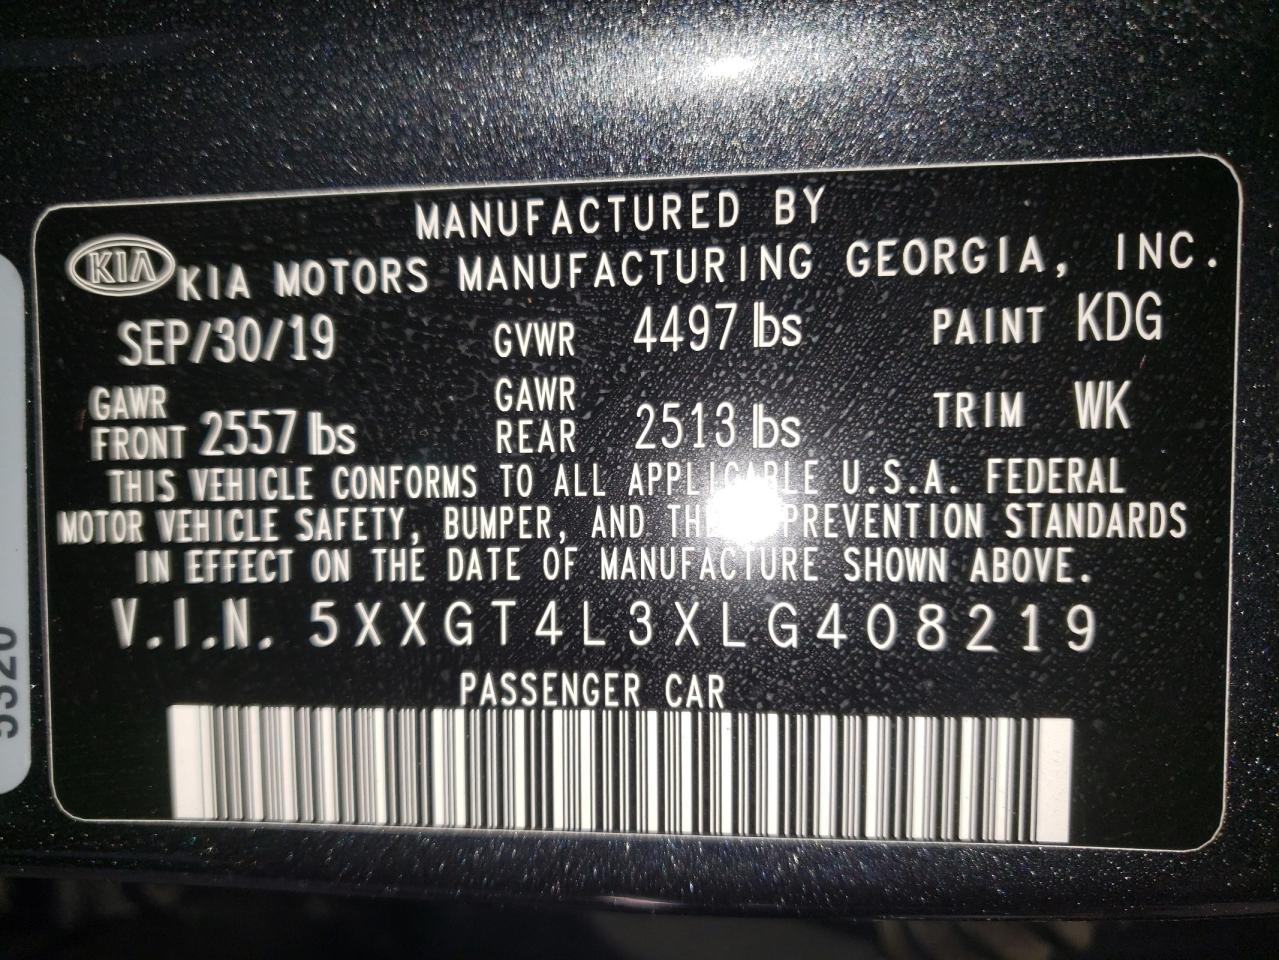 MANUFACTURED BY
KIA KIA MOTORS MANUFACTURING GEORGIA, INC.
SEP/30/19 GVWR 4497 lbs PAINT KDG
GAWR FRONT 2557 lbs GAWR REAR 2513 lbs TRIM WK
THIS VEHICLE CONFORMS TO ALL APPLICABLE U.S.A. FEDERAL
MOTOR VEHICLE SAFETY, BUMPER, AND PREVENTION STANDARDS
IN EFFECT ON THE DATE OF MANUFACTURE SHOWN ABOVE.
V.I.N. 5XXGT4L3XLG408219
PASSENGER CAR